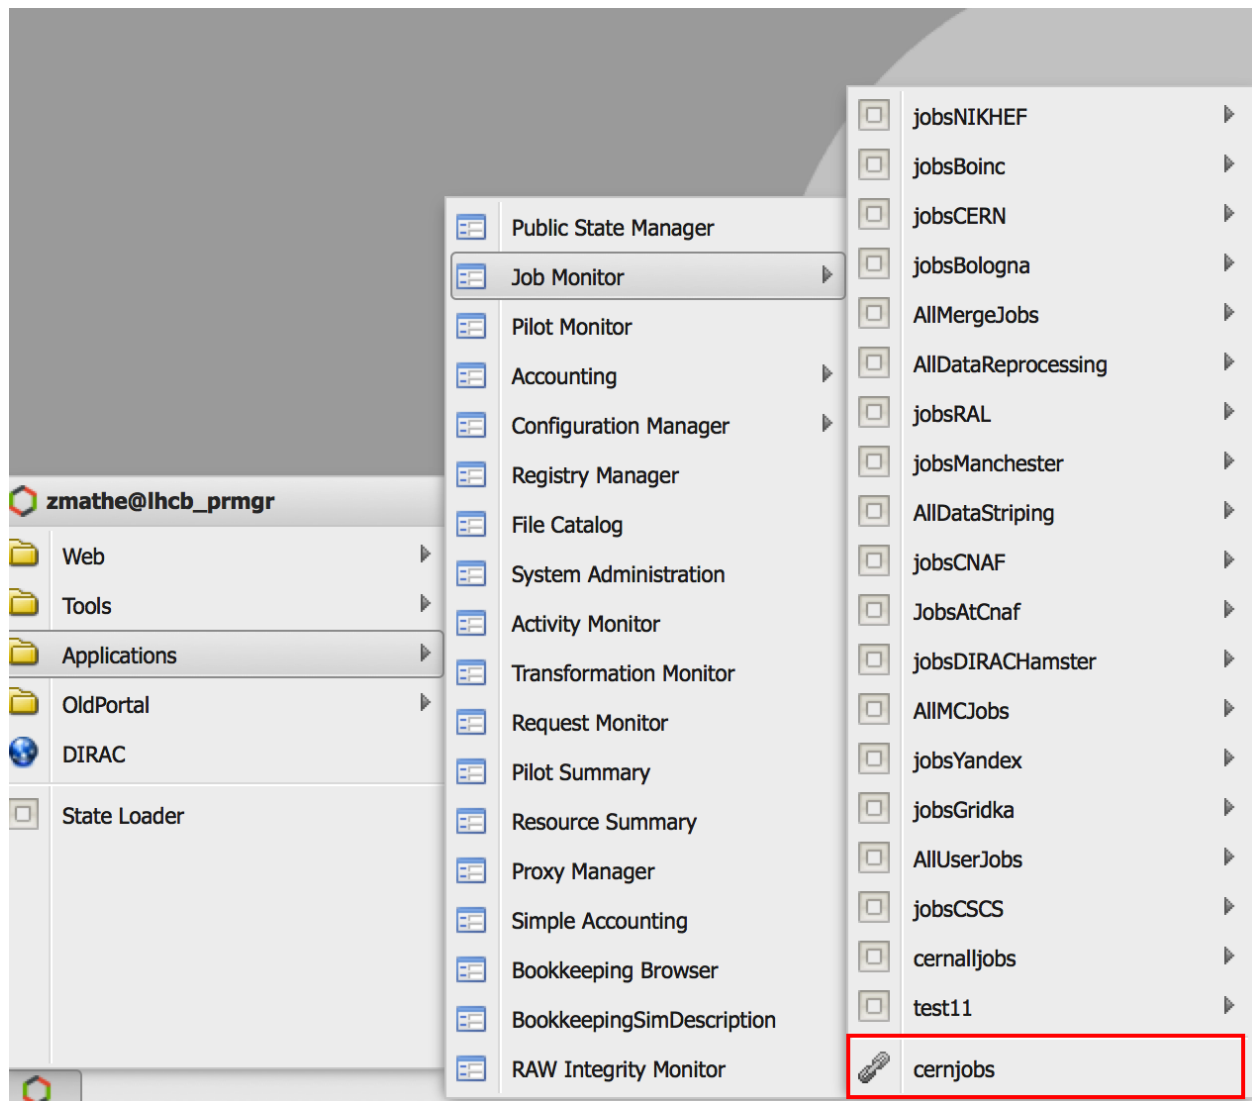 zmathe@lhcb_prmgr
Web
Tools
Applications
OldPortal
DIRAC
State Loader
Public State Manager
Job Monitor
Pilot Monitor
Accounting
Configuration Manager
Registry Manager
File Catalog
System Administration
Activity Monitor
Transformation Monitor
Request Monitor
Pilot Summary
Resource Summary
Proxy Manager
Simple Accounting
Bookkeeping Browser
BookkeepingSimDescription
RAW Integrity Monitor
jobsNIKHEF
jobsBoinc
jobsCERN
jobsBologna
AllMergeJobs
AllDataReprocessing
jobsRAL
jobsManchester
AllDataStriping
jobsCNAF
JobsAtCnaf
jobsDIRACHamster
AllMCJobs
jobsYandex
jobsGridka
AllUserJobs
jobsCSCS
cernalljobs
test11
cernjobs